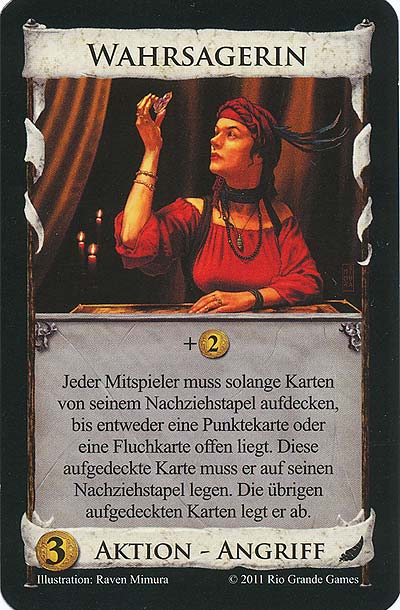 WAHRSAGERIN
+2
Jeder Mitspieler muss solange Karten
von seinem Nachziehstapel aufdecken,
bis entweder eine Punktekarte oder
eine Fluchkarte offen liegt. Diese
aufgedeckte Karte muss er auf seinen
Nachziehstapel legen. Die übrigen
aufgedeckten Karten legt er ab.
3 AKTION - ANGRIFF
Illustration: Raven Mimura © 2011 Rio Grande Games